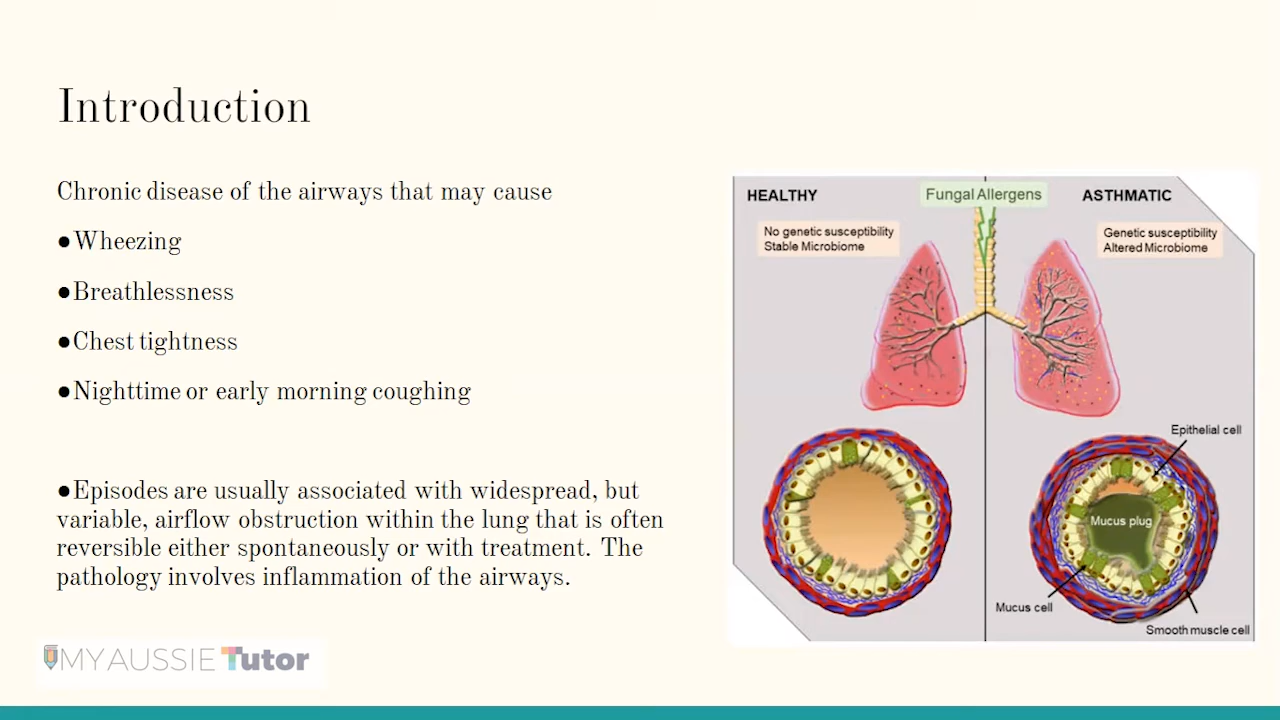 Introduction
Chronic disease of the airways that may cause
●Wheezing
●Breathlessness
●Chest tightness
●Nighttime or early morning coughing
●Episodes are usually associated with widespread, but
variable, airflow obstruction within the lung that is often
reversible either spontaneously or with treatment. The
pathology involves inflammation of the airways.
MY AUSSIE Tutor
HEALTHY
Fungal Allergens
ASTHMATIC
No genetic susceptibility
Stable Microbiome
Genetic susceptibility
Altered Microbiome
Epithelial cell
Mucus plug
Mucus cell
Smooth muscle cell